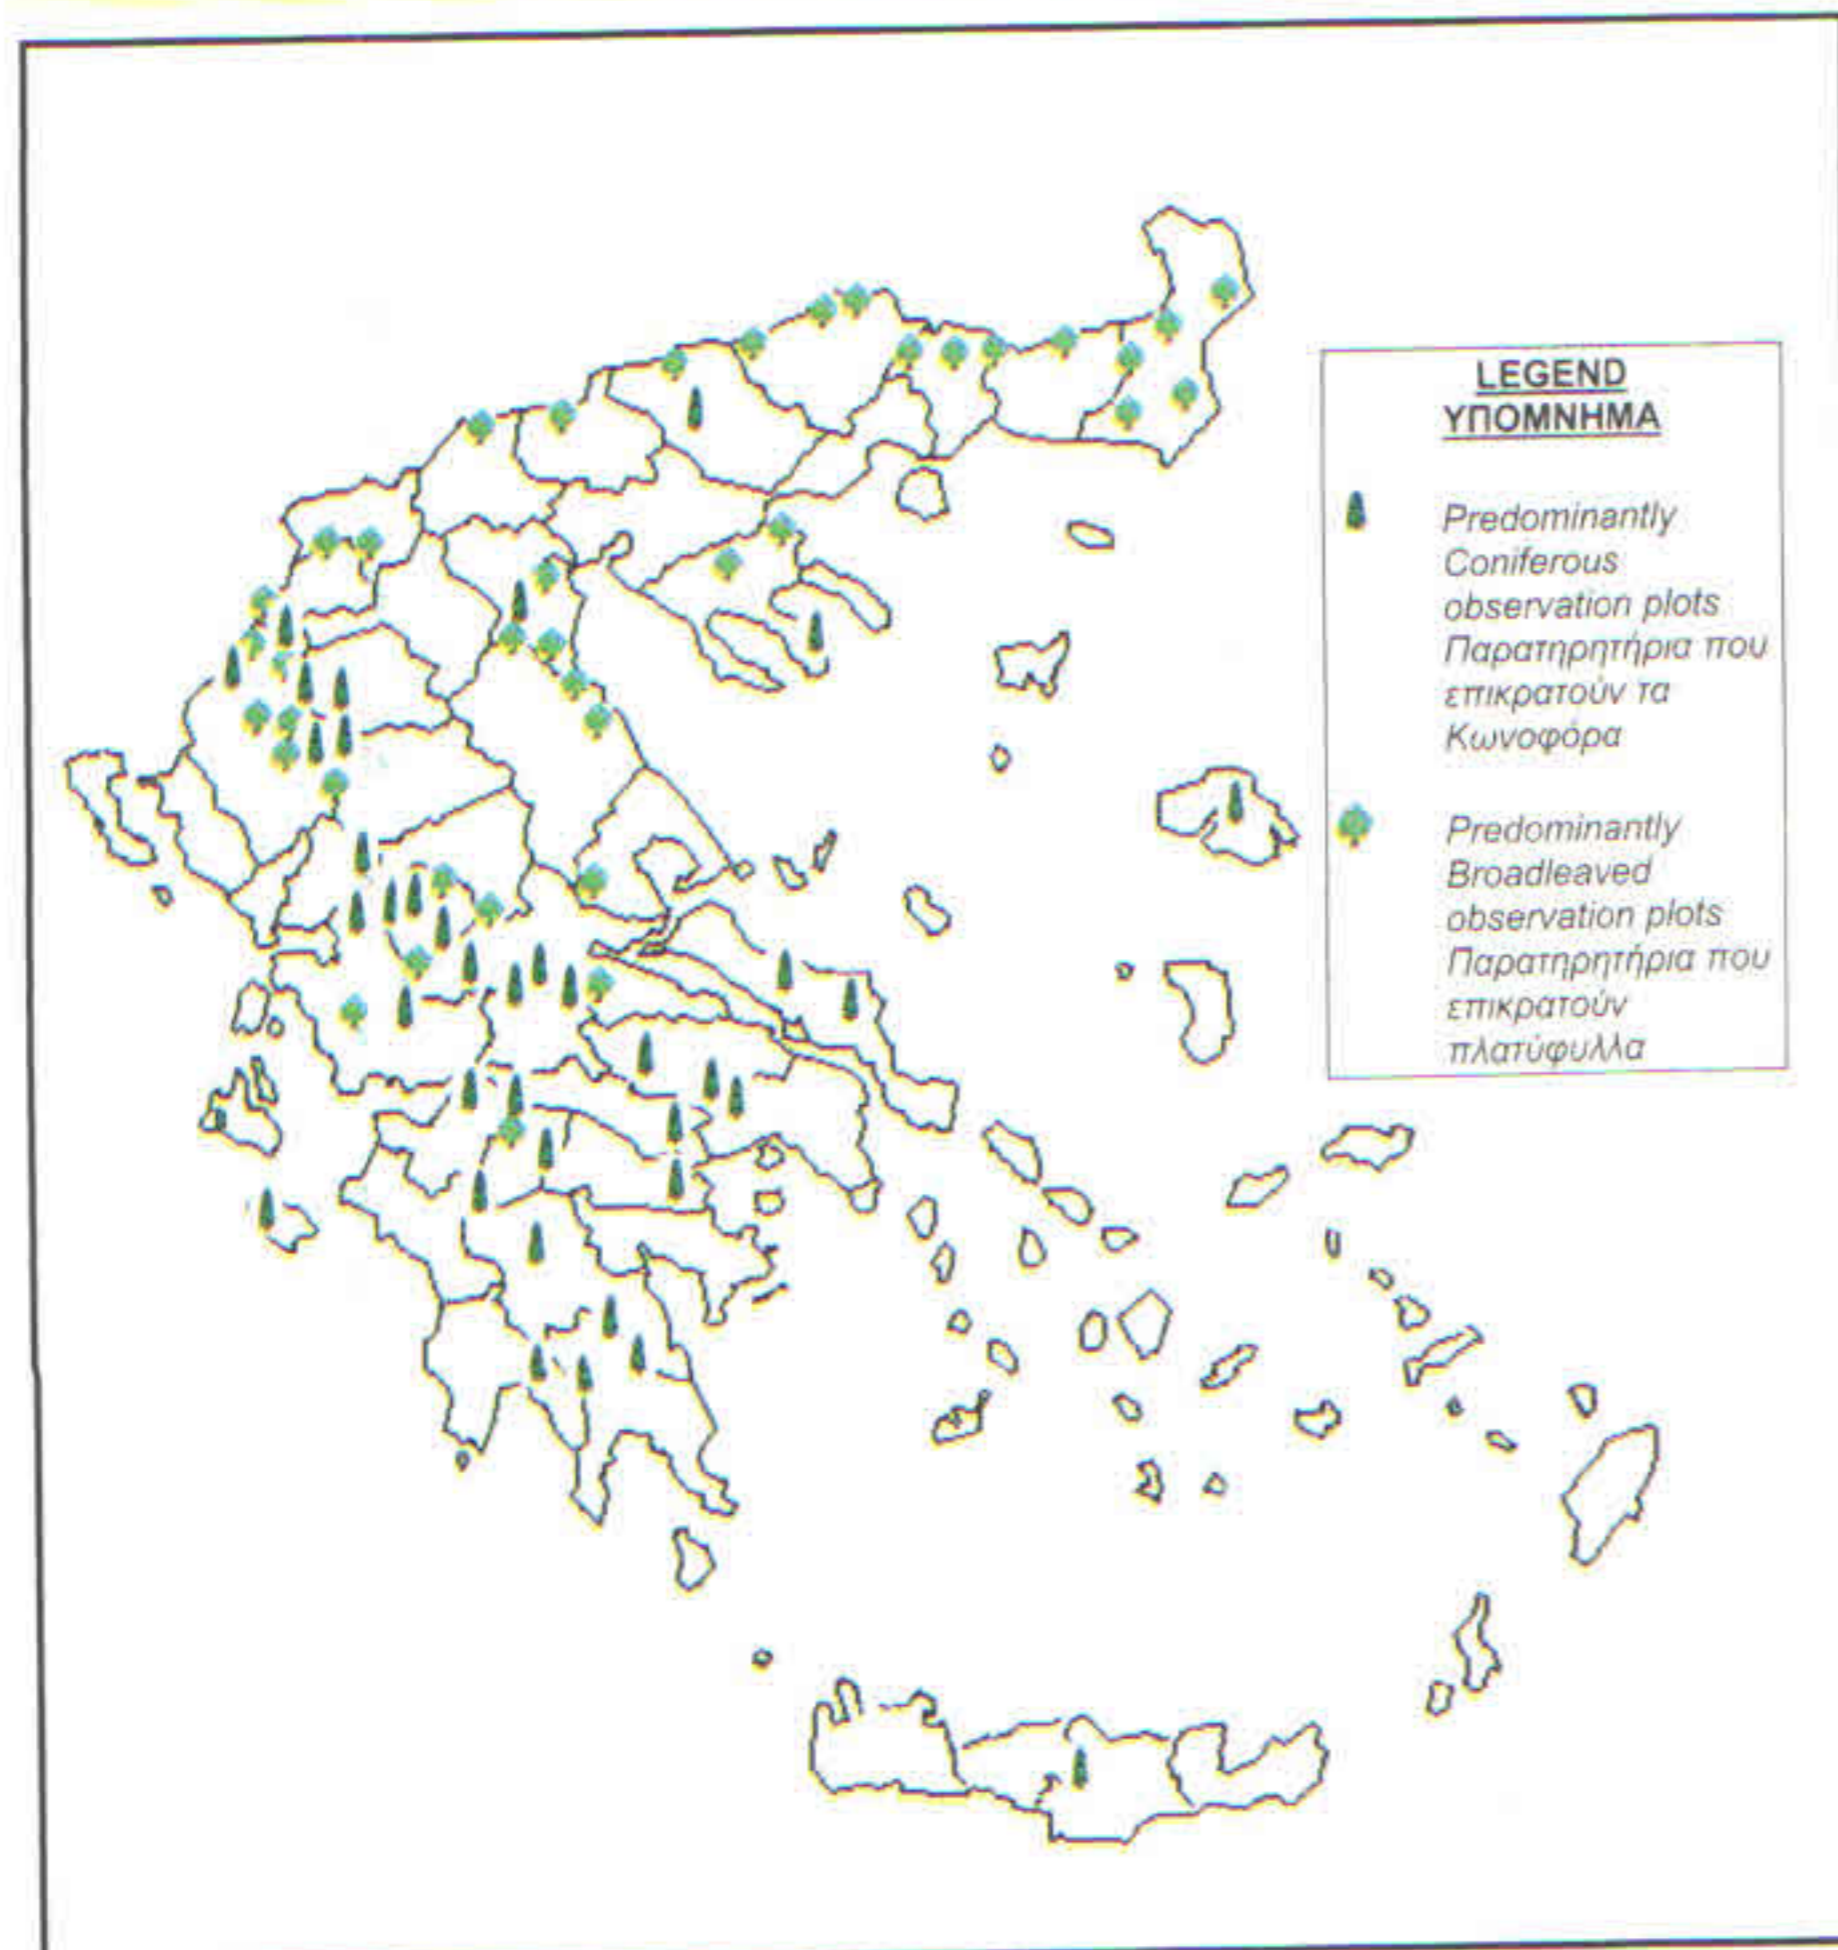 LEGEND
ΥΠΟΜΝΗΜΑ
Predominantly
Coniferous
observation plots
Παρατηρητήρια που
επικρατούν τα
Κωνοφόρα
Predominantly
Broadleaved
observation plots
Παρατηρητήρια που
επικρατούν
πλατύφυλλα